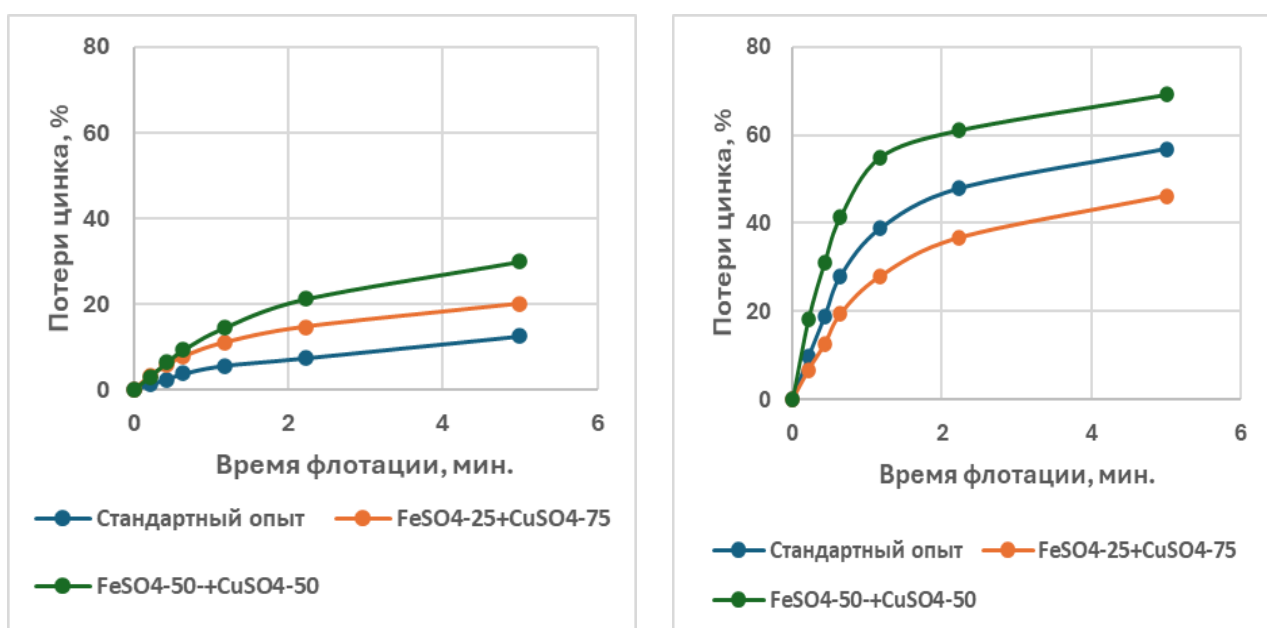 80
60
40
20
0
Потери цинка, %
0 2 4 6
Время флотации, мин.
Стандартный опыт FeSO4-25+CuSO4-75
FeSO4-50-+CuSO4-50
80
60
40
20
0
Потери цинка, %
0 2 4 6
Время флотации, мин.
Стандартный опыт FeSO4-25+CuSO4-75
FeSO4-50-+CuSO4-50